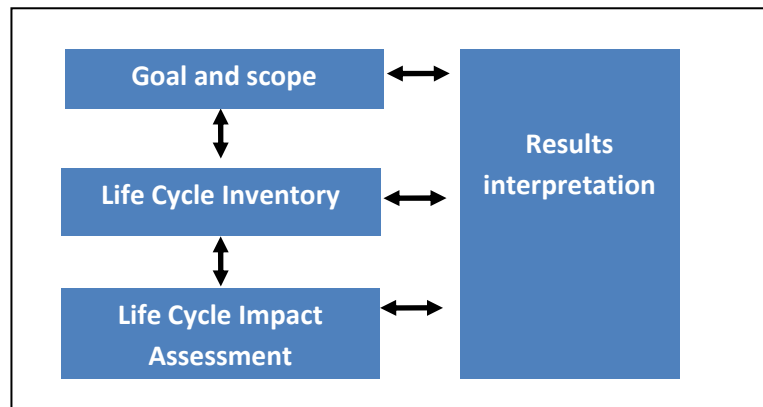 Goal and scope
Life Cycle Inventory
Life Cycle Impact
Assessment
Results
interpretation